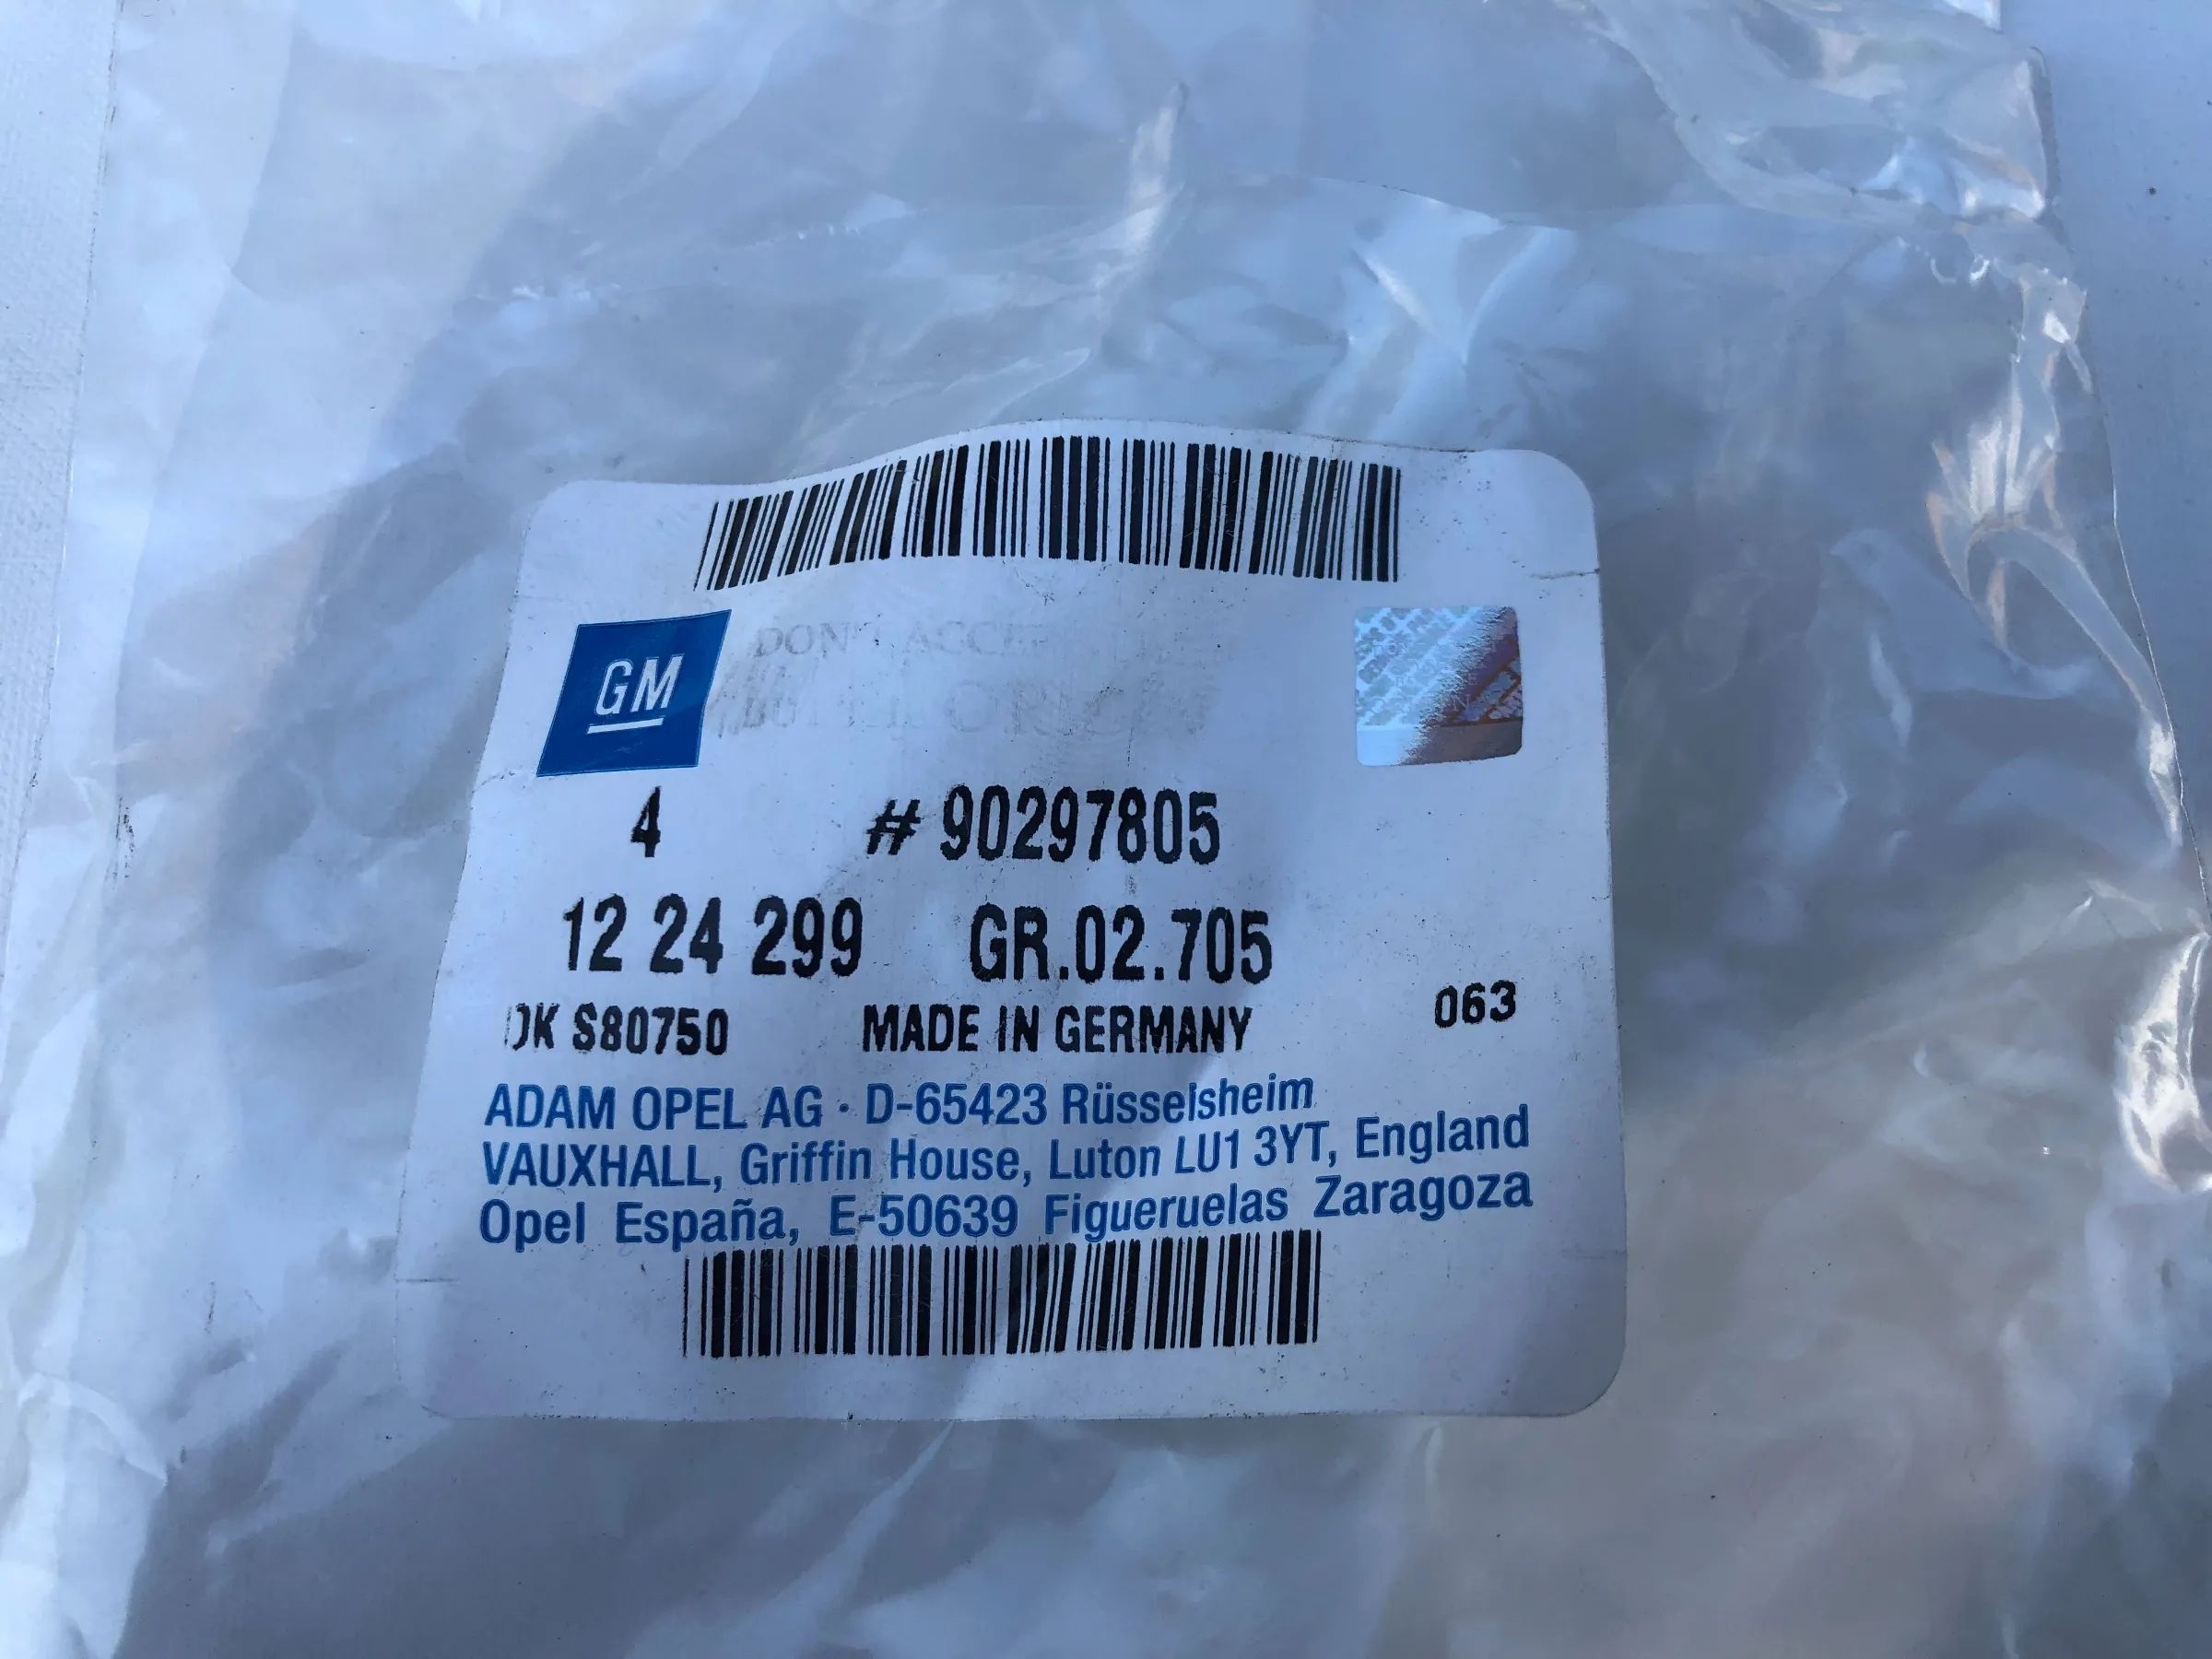 GM
4 # 90297805
12 24 299 GR.02.705
S80750 MADE IN GERMANY 063
ADAM OPEL AG · D-65423 Rüsselsheim
VAUXHALL, Griffin House, Luton LU1 3YT, England
Opel España, E-50639 Figueruelas Zaragoza